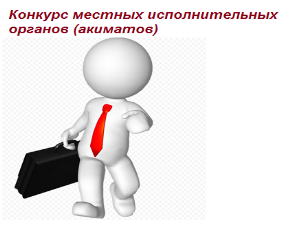 Конкурс местных исполнительных
органов (акиматов)